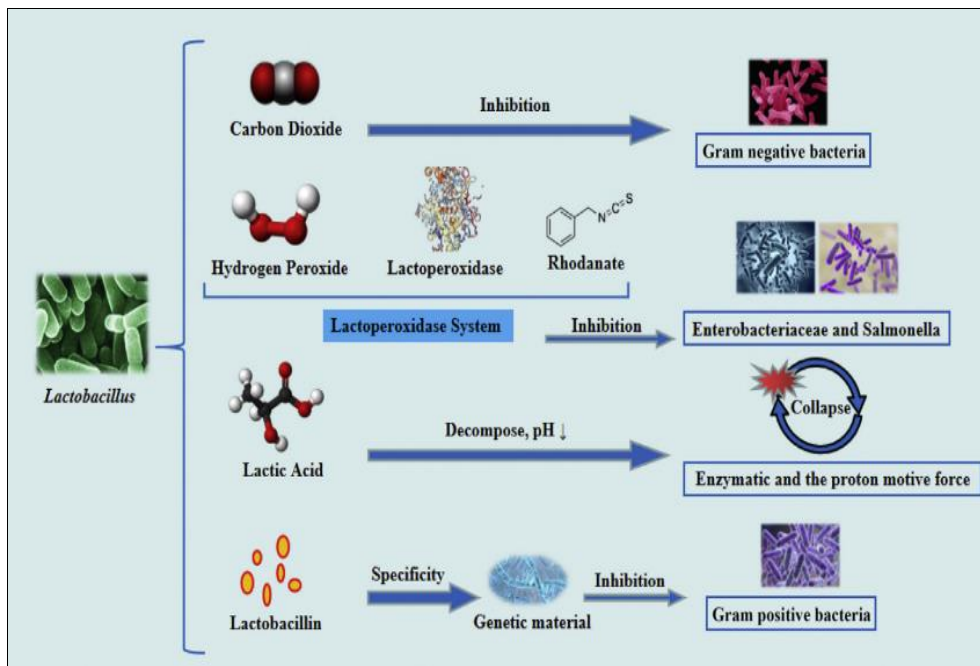 Carbon Dioxide
Inhibition
Gram negative bacteria
Hydrogen Peroxide
Lactoperoxidase
N=C=S
Rhodanate
Lactoperoxidase System
Inhibition
Enterobacteriaceae and Salmonella
Lactobacillus
Lactic Acid
Decompose, pH ↓
Collapse
Enzymatic and the proton motive force
Lactobacillin
Specificity
Genetic material
Inhibition
Gram positive bacteria